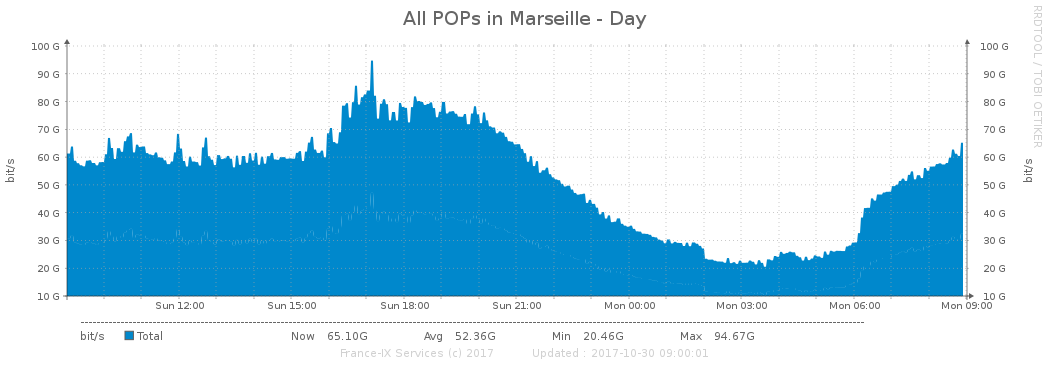 All POPs in Marseille - Day
RRDTOOL / TOBI OETIKER
100 G 100 G
90 G 90 G
80 G 80 G
70 G 70 G
60 G 60 G
50 G 50 G
40 G 40 G
30 G 30 G
20 G 20 G
10 G 10 G
bit/s bit/s
Sun 12:00 Sun 15:00 Sun 18:00 Sun 21:00 Mon 00:00 Mon 03:00 Mon 06:00 Mon 09:00
bit/s Total Now 65.10G Avg 52.36G Min 20.46G Max 94.67G
France-IX Services (c) 2017 Updated : 2017-10-30 09:00:01